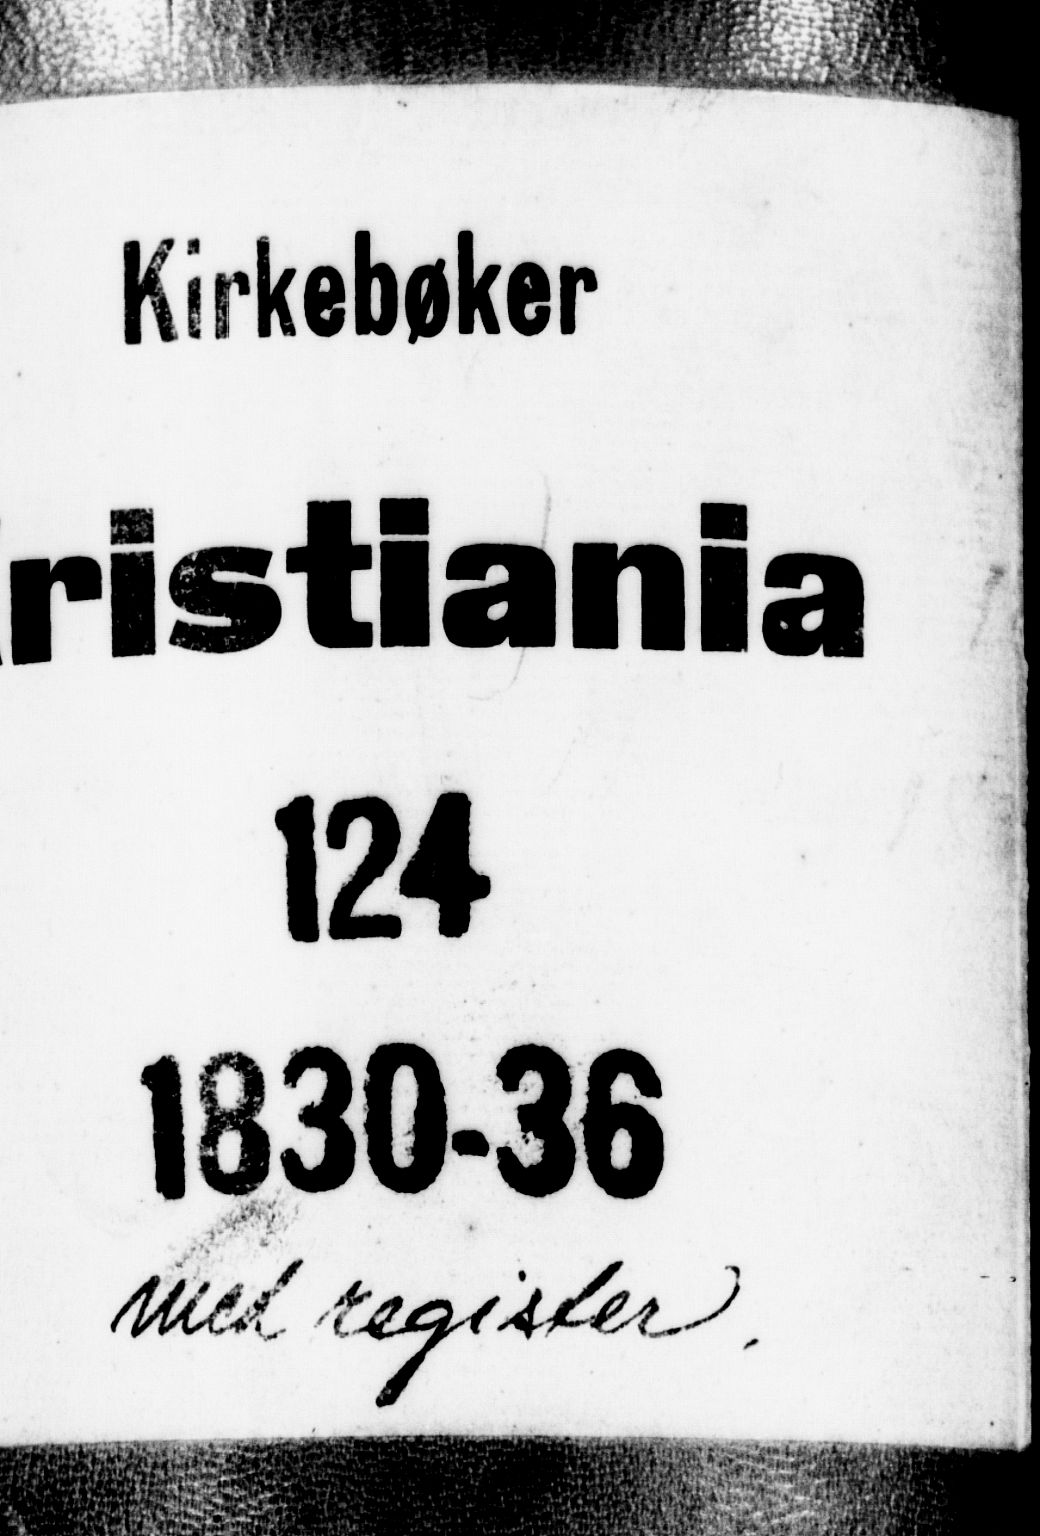 Kirkebøker
ristiania
124
1830-36
med register.